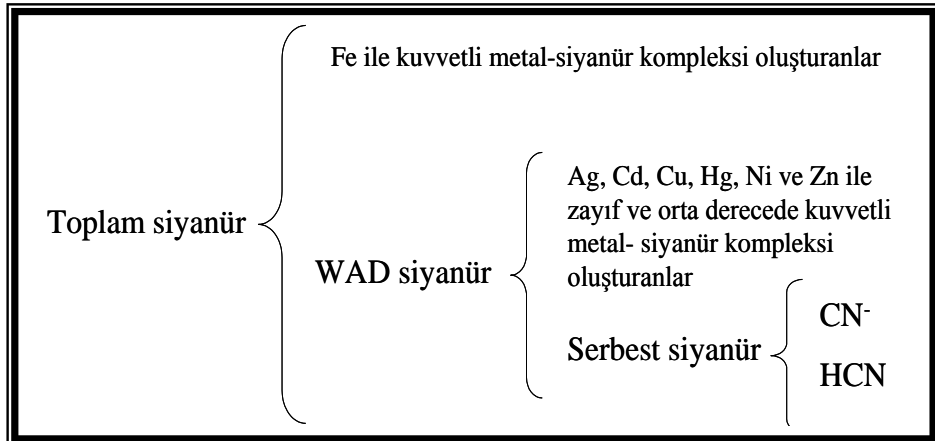 Fe ile kuvvetli metal-siyanür kompleksi oluşturanlar
Toplam siyanür
WAD siyanür
Ag, Cd, Cu, Hg, Ni ve Zn ile
zayıf ve orta derecede kuvvetli
metal- siyanür kompleksi
oluşturanlar
Serbest siyanür
CN⁻
HCN